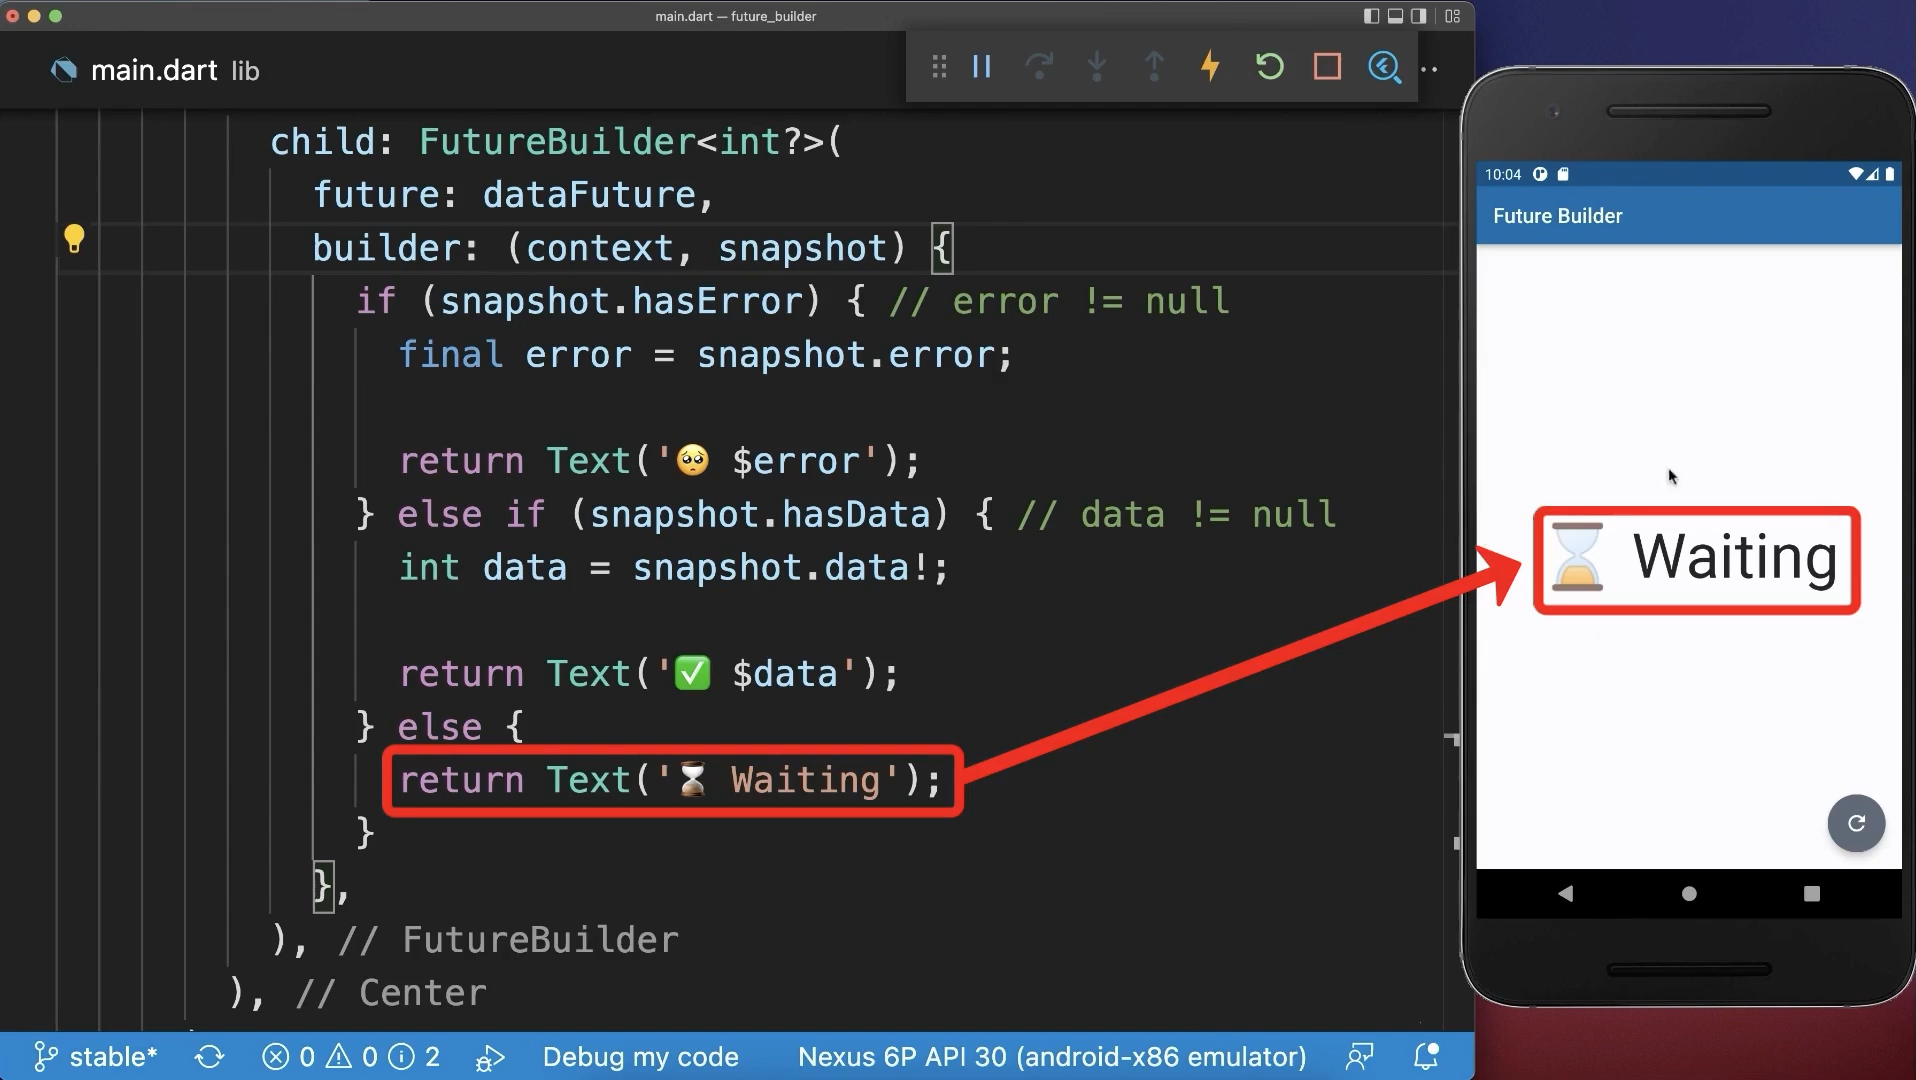 main.dart — future_builder
main.dart lib
child: FutureBuilder<int?>(
future: dataFuture,
builder: (context, snapshot) {
if (snapshot.hasError) { // error != null
final error = snapshot.error;
return Text('🥺 $error');
} else if (snapshot.hasData) { // data != null
int data = snapshot.data!;
return Text('✅ $data');
} else {
return Text('⏳ Waiting');
}
},
), // FutureBuilder
), // Center
stable* 0 0 2 Debug my code Nexus 6P API 30 (android-x86 emulator)
10:04
Future Builder
⏳ Waiting